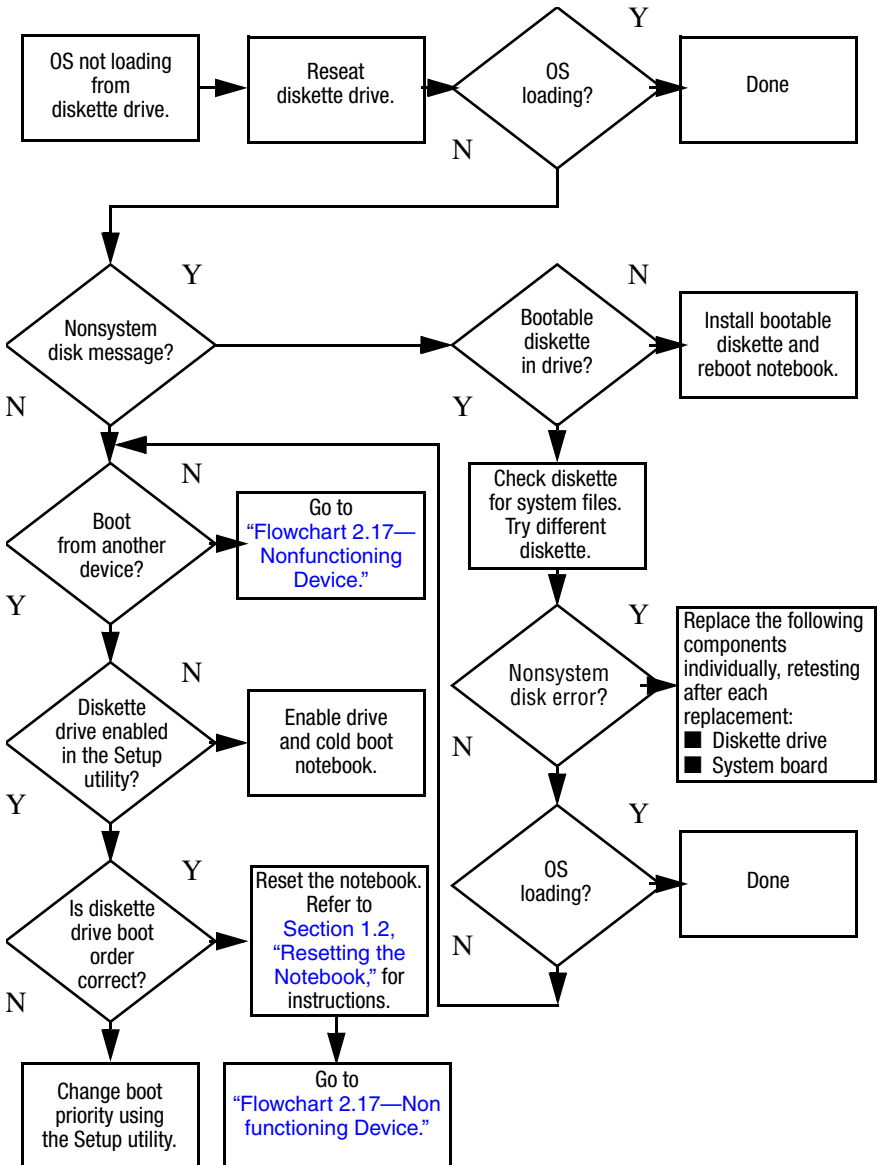 OS not loading
from
diskette drive.
Reseat
diskette drive.
OS
loading?
Y
Done
N
Nonsystem
disk message?
Y
N
Bootable
diskette
in drive?
N
Install bootable
diskette and
reboot notebook.
Y
Check diskette
for system files.
Try different
diskette.
Boot
from another
device?
N
Go to
“Flowchart 2.17—
Nonfunctioning
Device.”
Y
Nonsystem
disk error?
Y
Replace the following
components
individually, retesting
after each
replacement:
■ Diskette drive
■ System board
N
Diskette
drive enabled
in the Setup
utility?
N
Enable drive
and cold boot
notebook.
Y
OS
loading?
Y
Done
N
Is diskette
drive boot
order
correct?
Y
Reset the notebook.
Refer to
Section 1.2,
“Resetting the
Notebook,” for
instructions.
N
Change boot
priority using
the Setup utility.
Go to
“Flowchart 2.17—Non
functioning Device.”